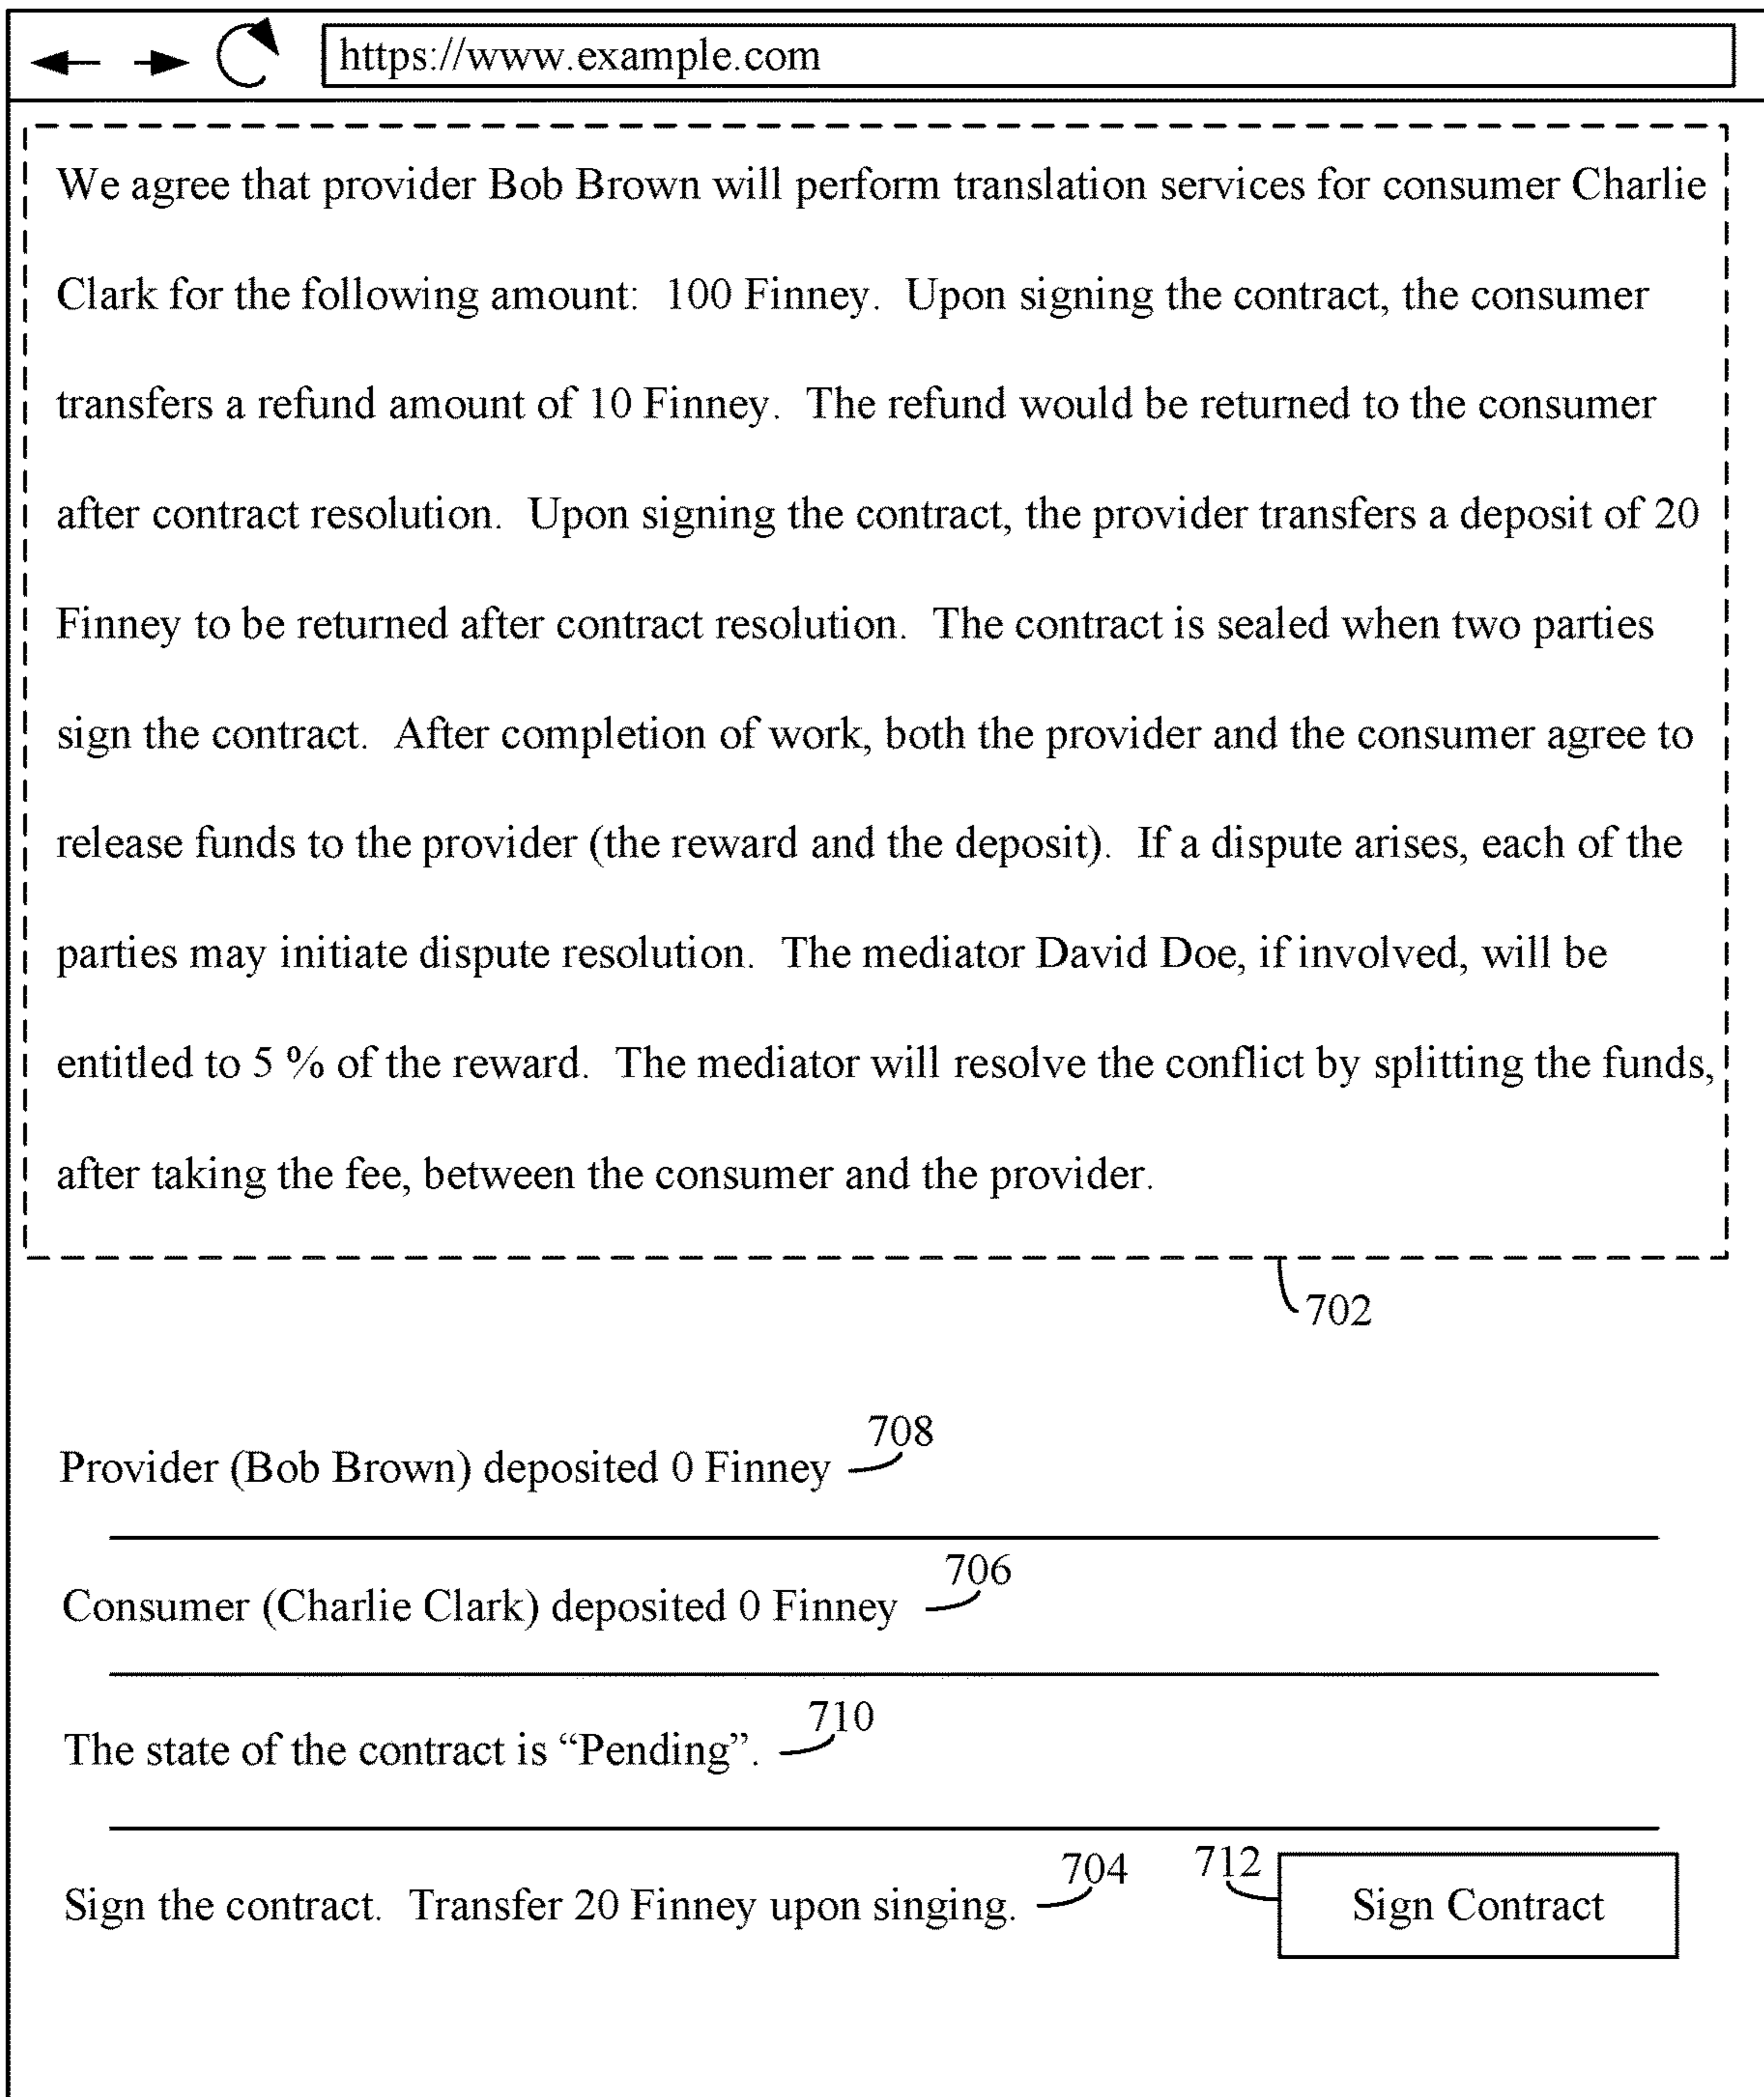 https://www.example.com
We agree that provider Bob Brown will perform translation services for consumer Charlie
Clark for the following amount:  100 Finney.  Upon signing the contract, the consumer
transfers a refund amount of 10 Finney.  The refund would be returned to the consumer
after contract resolution.  Upon signing the contract, the provider transfers a deposit of 20
Finney to be returned after contract resolution.  The contract is sealed when two parties
sign the contract.  After completion of work, both the provider and the consumer agree to
release funds to the provider (the reward and the deposit).  If a dispute arises, each of the
parties may initiate dispute resolution.  The mediator David Doe, if involved, will be
entitled to 5 % of the reward.  The mediator will resolve the conflict by splitting the funds,
after taking the fee, between the consumer and the provider.
702
708
Provider (Bob Brown) deposited 0 Finney
706
Consumer (Charlie Clark) deposited 0 Finney
710
The state of the contract is “Pending”.
704
712
Sign the contract.  Transfer 20 Finney upon singing.
Sign Contract